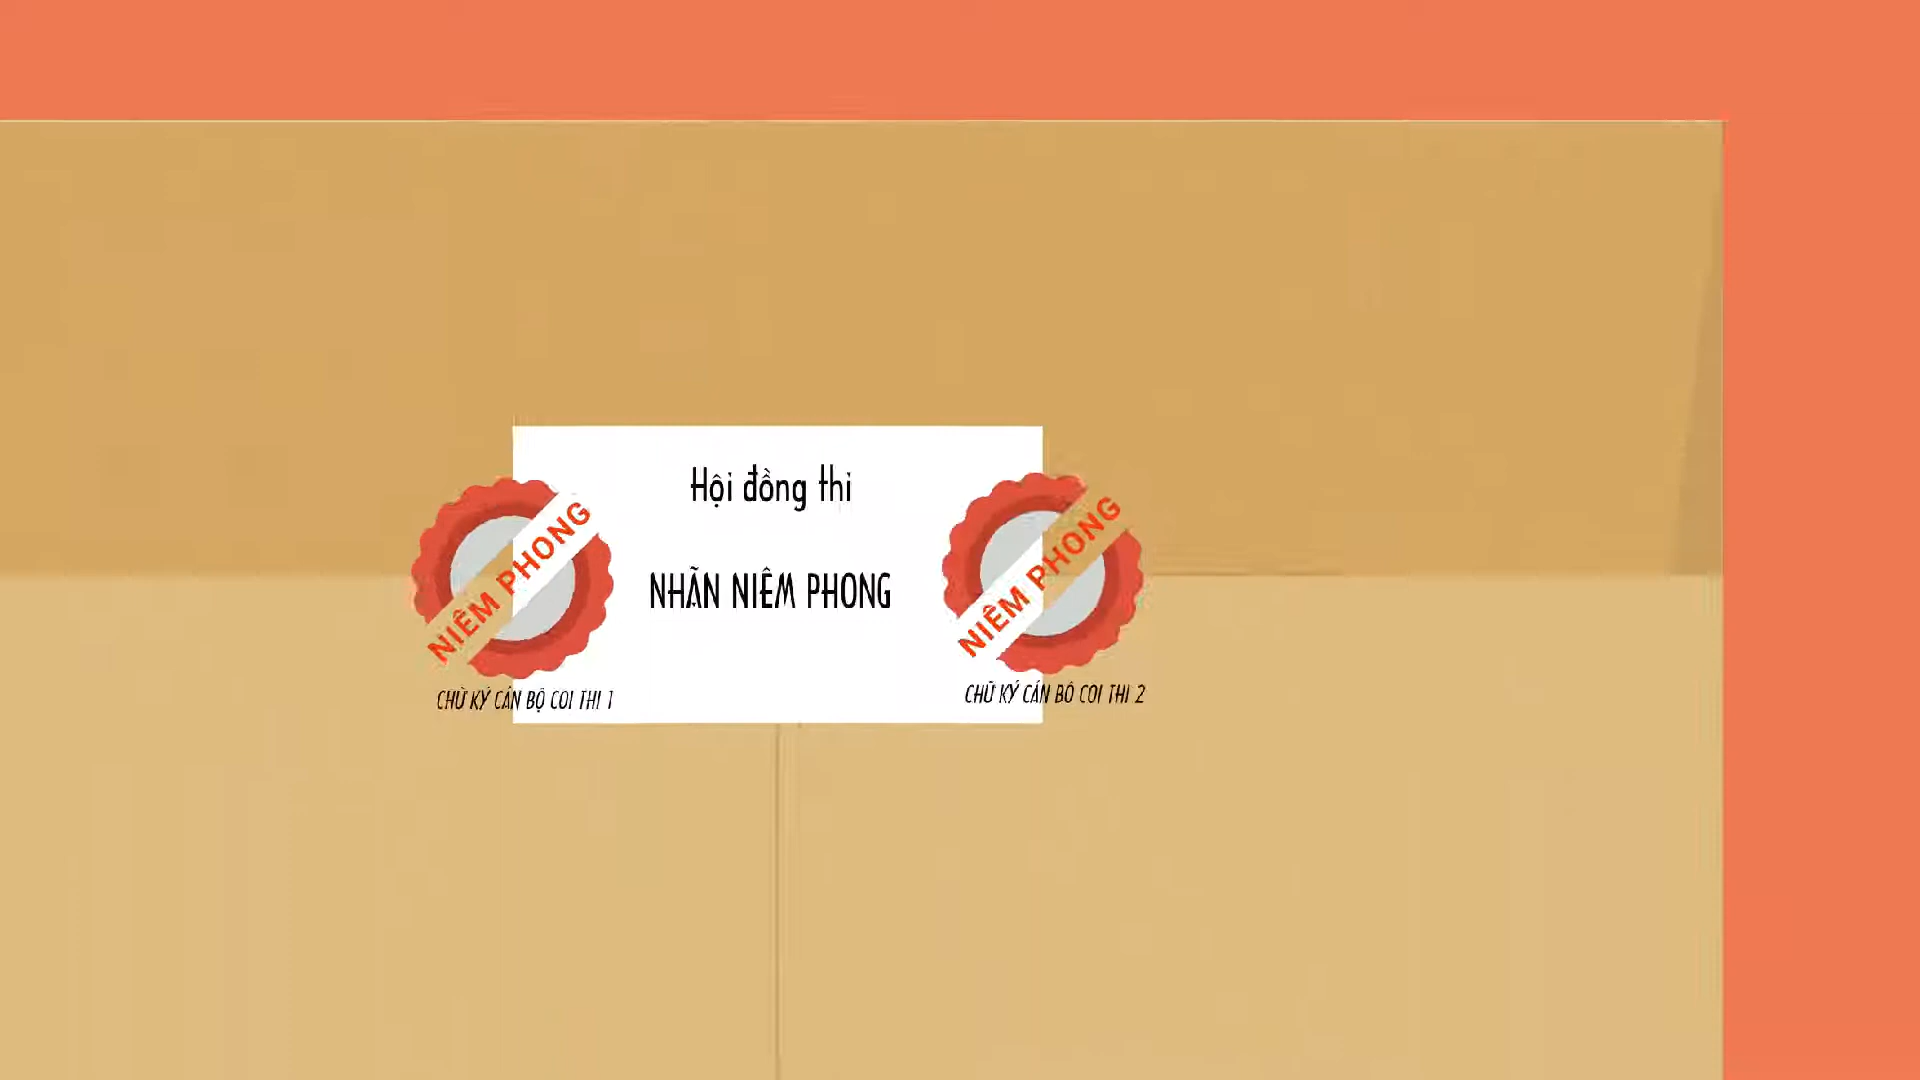 Hội đồng thi
NIÊM PHONG
NIÊM PHONG
NHÃN NIÊM PHONG
CHỮ KÝ CÁN BỘ COI THI 1
CHỮ KÝ CÁN BỘ COI THI 2